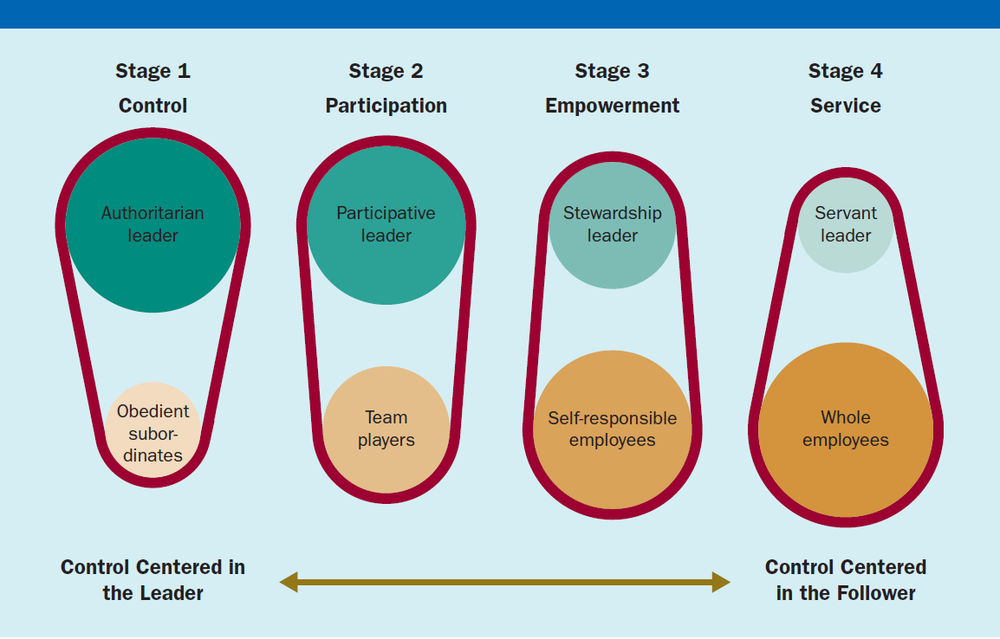 Stage 1
Control
Stage 2
Participation
Stage 3
Empowerment
Stage 4
Service
Authoritarian
leader
Participative
leader
Stewardship
leader
Servant
leader
Obedient
subor-
dinates
Team
players
Self-responsible
employees
Whole
employees
Control Centered in
the Leader
Control Centered
in the Follower